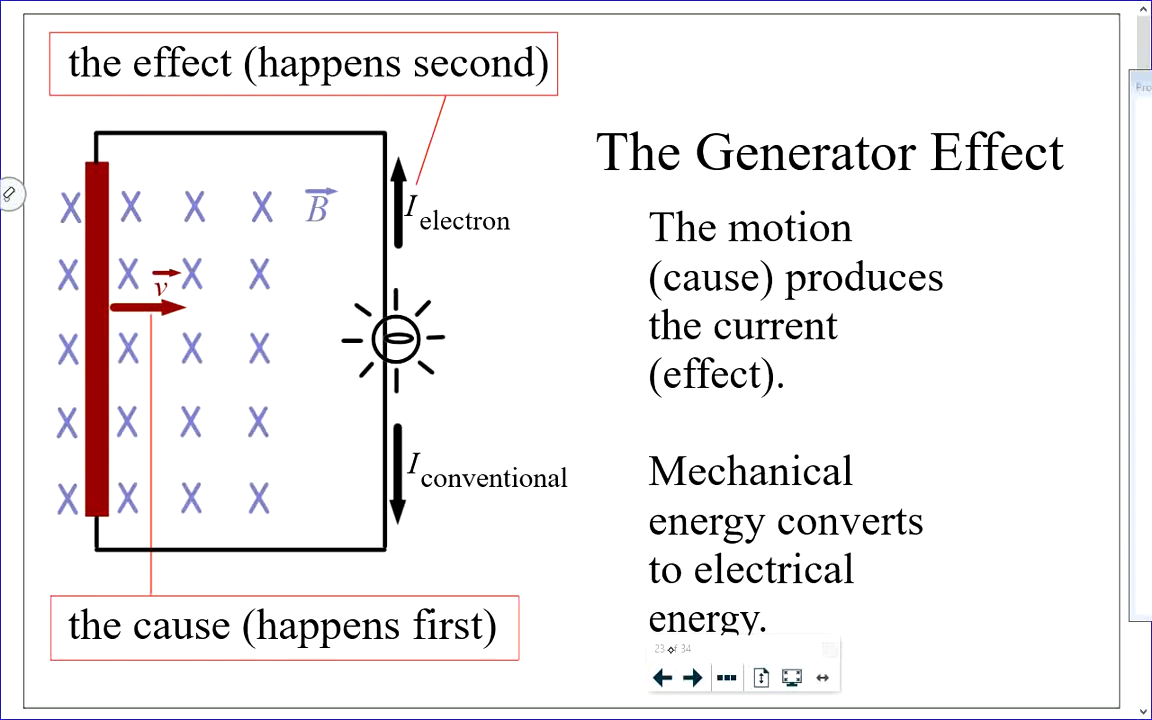 the effect (happens second)
The Generator Effect
The motion
(cause) produces
the current
(effect).
Mechanical
energy converts
to electrical
energy.
X X X X B
I electron
X X X
v
X X X X
X X X X
I conventional
X X X X
the cause (happens first)
23 of 34
Pro